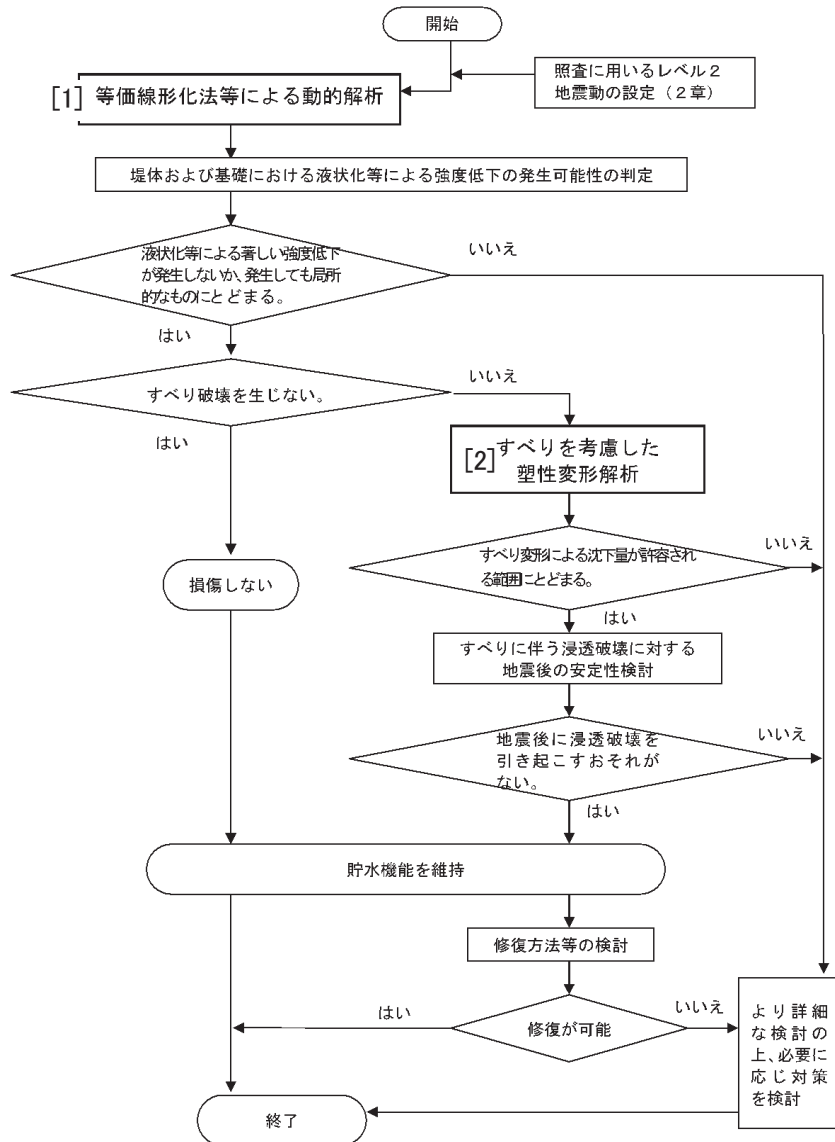 開始
照査に用いるレベル2
地震動の設定（2章）
[1] 等価線形化法等による動的解析
堤体および基礎における液状化等による強度低下の発生可能性の判定
液状化等による著しい強度低下
が発生しないか、発生しても局所
的なものにとどまる。
いいえ
はい
すべり破壊を生じない。
いいえ
はい
[2] すべりを考慮した
塑性変形解析
すべり変形による沈下量が許容され
る範囲にとどまる。
いいえ
はい
損傷しない
すべりに伴う浸透破壊に対する
地震後の安定性検討
地震後に浸透破壊を
引き起こすおそれが
ない。
いいえ
はい
貯水機能を維持
修復方法等の検討
修復が可能
はい
いいえ
より詳細
な検討の
上、必要に
応じ対策
を検討
終了